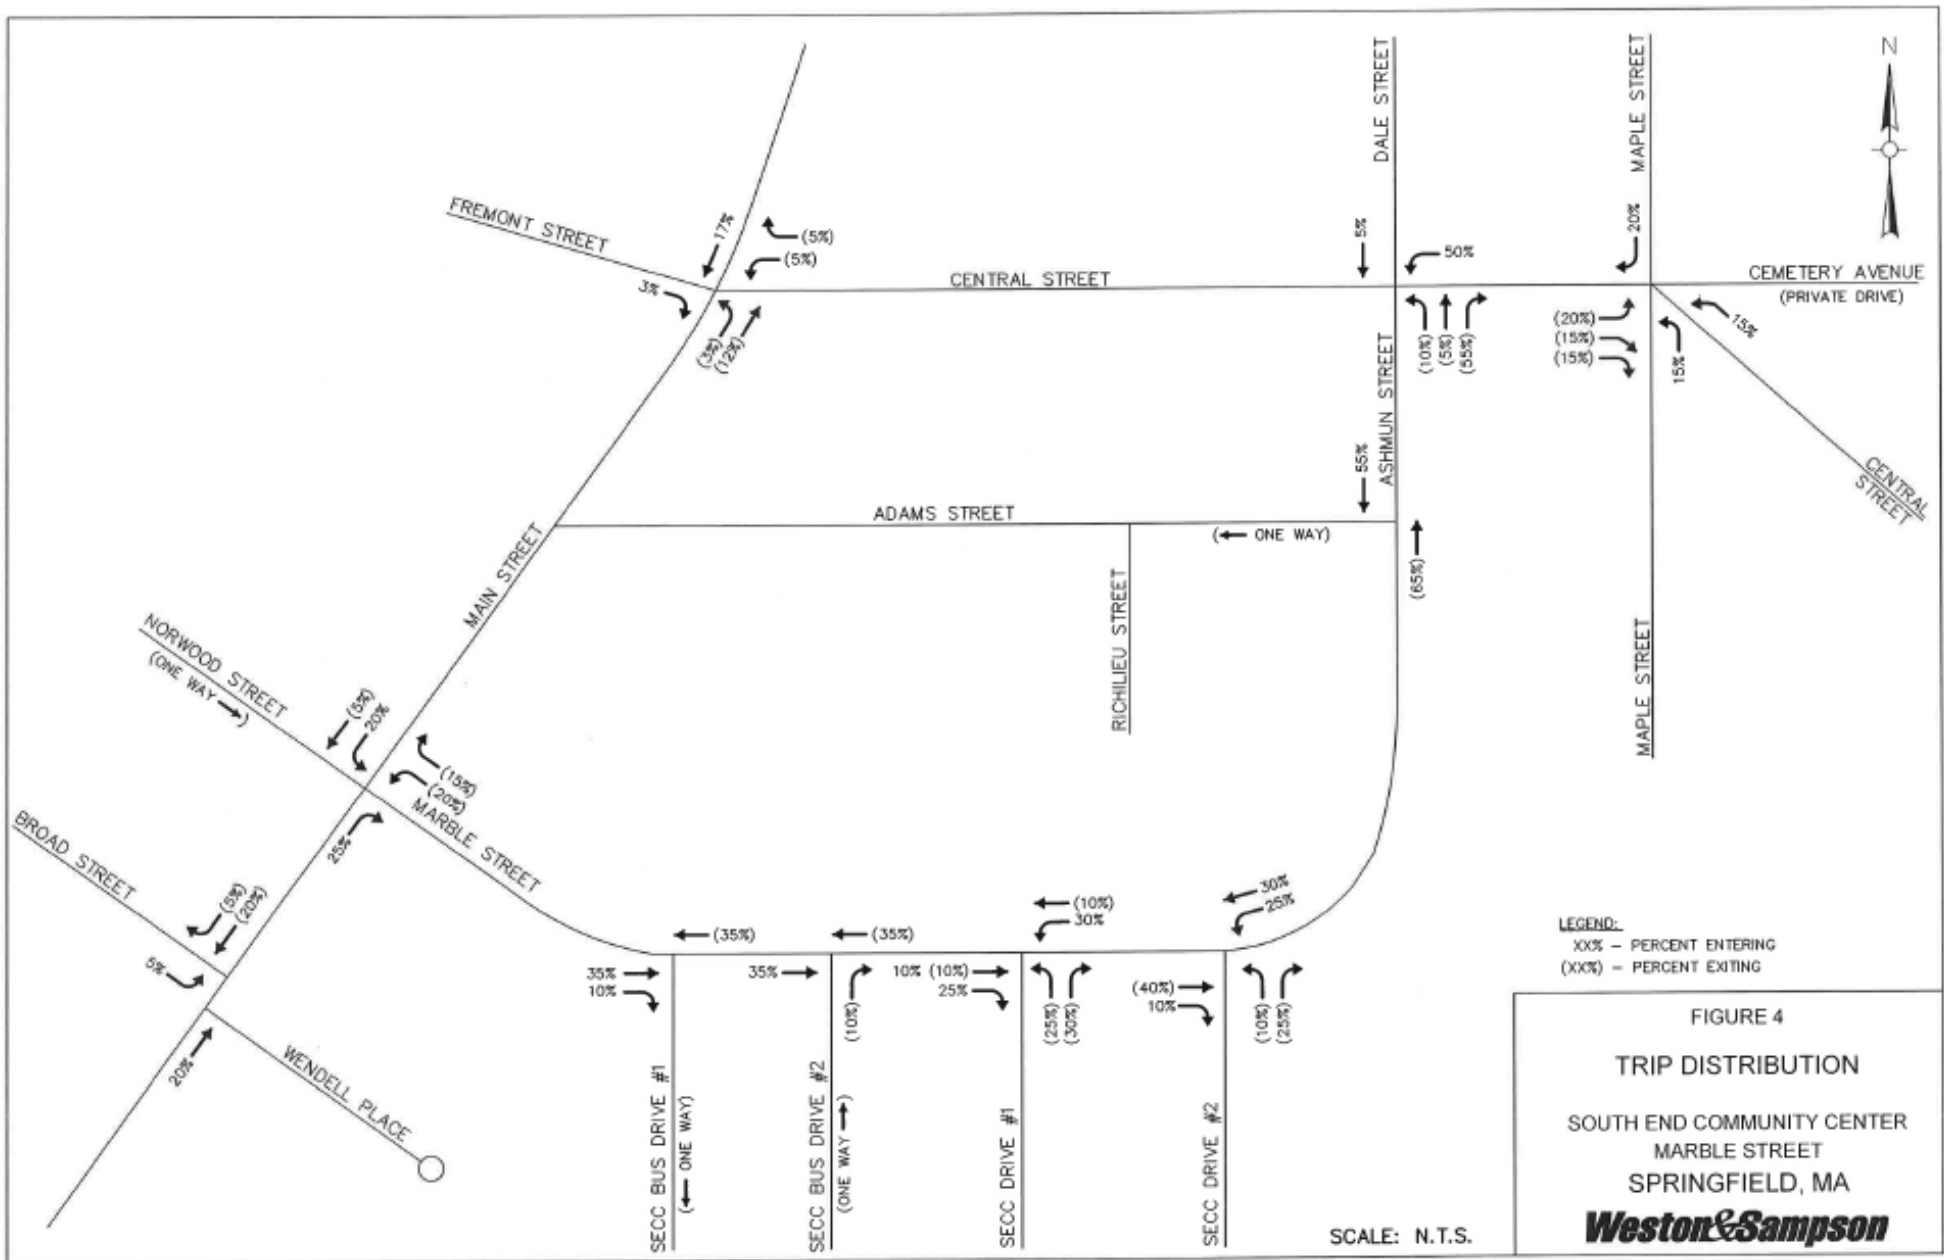 N
DALE STREET
MAPLE STREET
FREMONT STREET
17%
(5%)
(5%)
3%
(3%)
(12%)
CENTRAL STREET
5%
50%
20%
CEMETERY AVENUE
(PRIVATE DRIVE)
(10%)
(5%)
(55%)
(20%)
(15%)
(15%)
15%
15%
ASHMUN STREET
CENTRAL
STREET
55%
ADAMS STREET
(← ONE WAY)
(65%)
MAIN STREET
RICHILIEU STREET
MAPLE STREET
NORWOOD STREET
(ONE WAY →)
(5%)
20%
(15%)
(20%)
MARBLE STREET
25%
BROAD STREET
(5%)
(20%)
5%
20%
WENDELL PLACE
(35%)
(35%)
(10%)
30%
30%
25%
35%
10%
35%
(10%)
10% (10%)
25%
(25%)
(30%)
(40%)
10%
(10%)
(25%)
SECC BUS DRIVE #1
(← ONE WAY)
SECC BUS DRIVE #2
(ONE WAY →)
SECC DRIVE #1
SECC DRIVE #2
LEGEND:
XX% - PERCENT ENTERING
(XX%) - PERCENT EXITING
SCALE: N.T.S.
FIGURE 4
TRIP DISTRIBUTION
SOUTH END COMMUNITY CENTER
MARBLE STREET
SPRINGFIELD, MA
Weston&Sampson